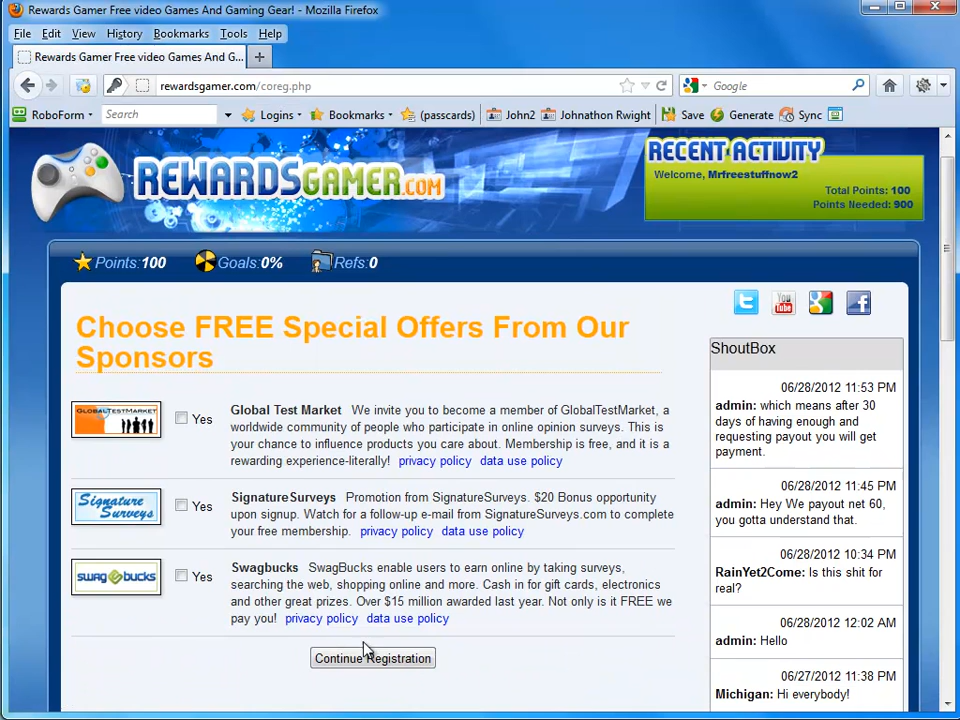 Rewards Gamer Free video Games And Gaming Gear! - Mozilla Firefox
File Edit View History Bookmarks Tools Help
Rewards Gamer Free video Games And G...
rewardsgamer.com/coreg.php
Google
RoboForm Search Logins Bookmarks (passcards) John2 Johnathon Rwight Save Generate Sync
REWARDSGAMER.COM
RECENT ACTIVITY
Welcome, Mrfreestuffnow2
Total Points: 100
Points Needed: 900
Points:100 Goals:0% Refs:0
Choose FREE Special Offers From Our
Sponsors
GLOBALTESTMARKET
Yes
Global Test Market We invite you to become a member of GlobalTestMarket, a
worldwide community of people who participate in online opinion surveys. This is
your chance to influence products you care about. Membership is free, and it is a
rewarding experience-literally! privacy policy data use policy
Signature
Surveys
Yes
SignatureSurveys Promotion from SignatureSurveys. $20 Bonus opportunity
upon signup. Watch for a follow-up e-mail from SignatureSurveys.com to complete
your free membership. privacy policy data use policy
swagbucks
Yes
Swagbucks SwagBucks enable users to earn online by taking surveys,
searching the web, shopping online and more. Cash in for gift cards, electronics
and other great prizes. Over $15 million awarded last year. Not only is it FREE we
pay you! privacy policy data use policy
Continue Registration
You
Tube
ShoutBox
06/28/2012 11:53 PM
admin: which means after 30
days of having enough and
requesting payout you will get
payment.
06/28/2012 11:45 PM
admin: Hey We payout net 60,
you gotta understand that.
06/28/2012 10:34 PM
RainYet2Come: Is this shit for
real?
06/28/2012 12:02 AM
admin: Hello
06/27/2012 11:38 PM
Michigan: Hi everybody!